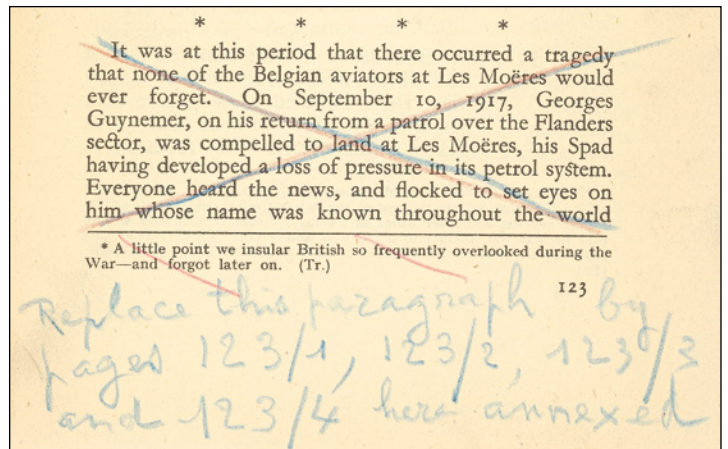 * * * *
It was at this period that there occurred a tragedy
that none of the Belgian aviators at Les Moëres would
ever forget. On September 10, 1917, Georges
Guynemer, on his return from a patrol over the Flanders
sector, was compelled to land at Les Moëres, his Spad
having developed a loss of pressure in its petrol system.
Everyone heard the news, and flocked to set eyes on
him whose name was known throughout the world
* A little point we insular British so frequently overlooked during the
War—and forgot later on. (Tr.)
123
Replace this paragraph by
pages 123/1, 123/2, 123/3
and 123/4 here annexed